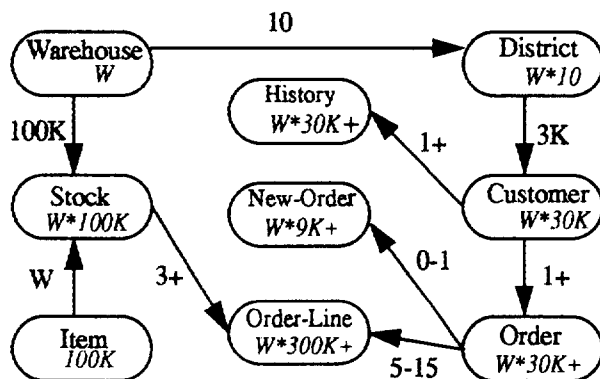 10
Warehouse
W
District
W*10
History
W*30K+
100K
1+
3K
Stock
W*100K
New-Order
W*9K+
Customer
W*30K
W
3+
0-1
1+
Item
100K
Order-Line
W*300K+
5-15
Order
W*30K+